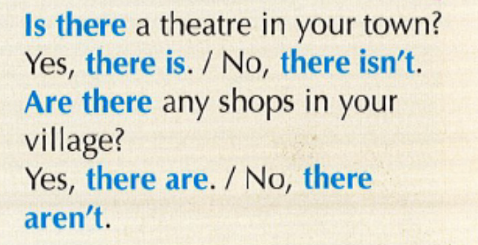 Is there a theatre in your town?
Yes, there is. / No, there isn't.
Are there any shops in your
village?
Yes, there are. / No, there
aren't.